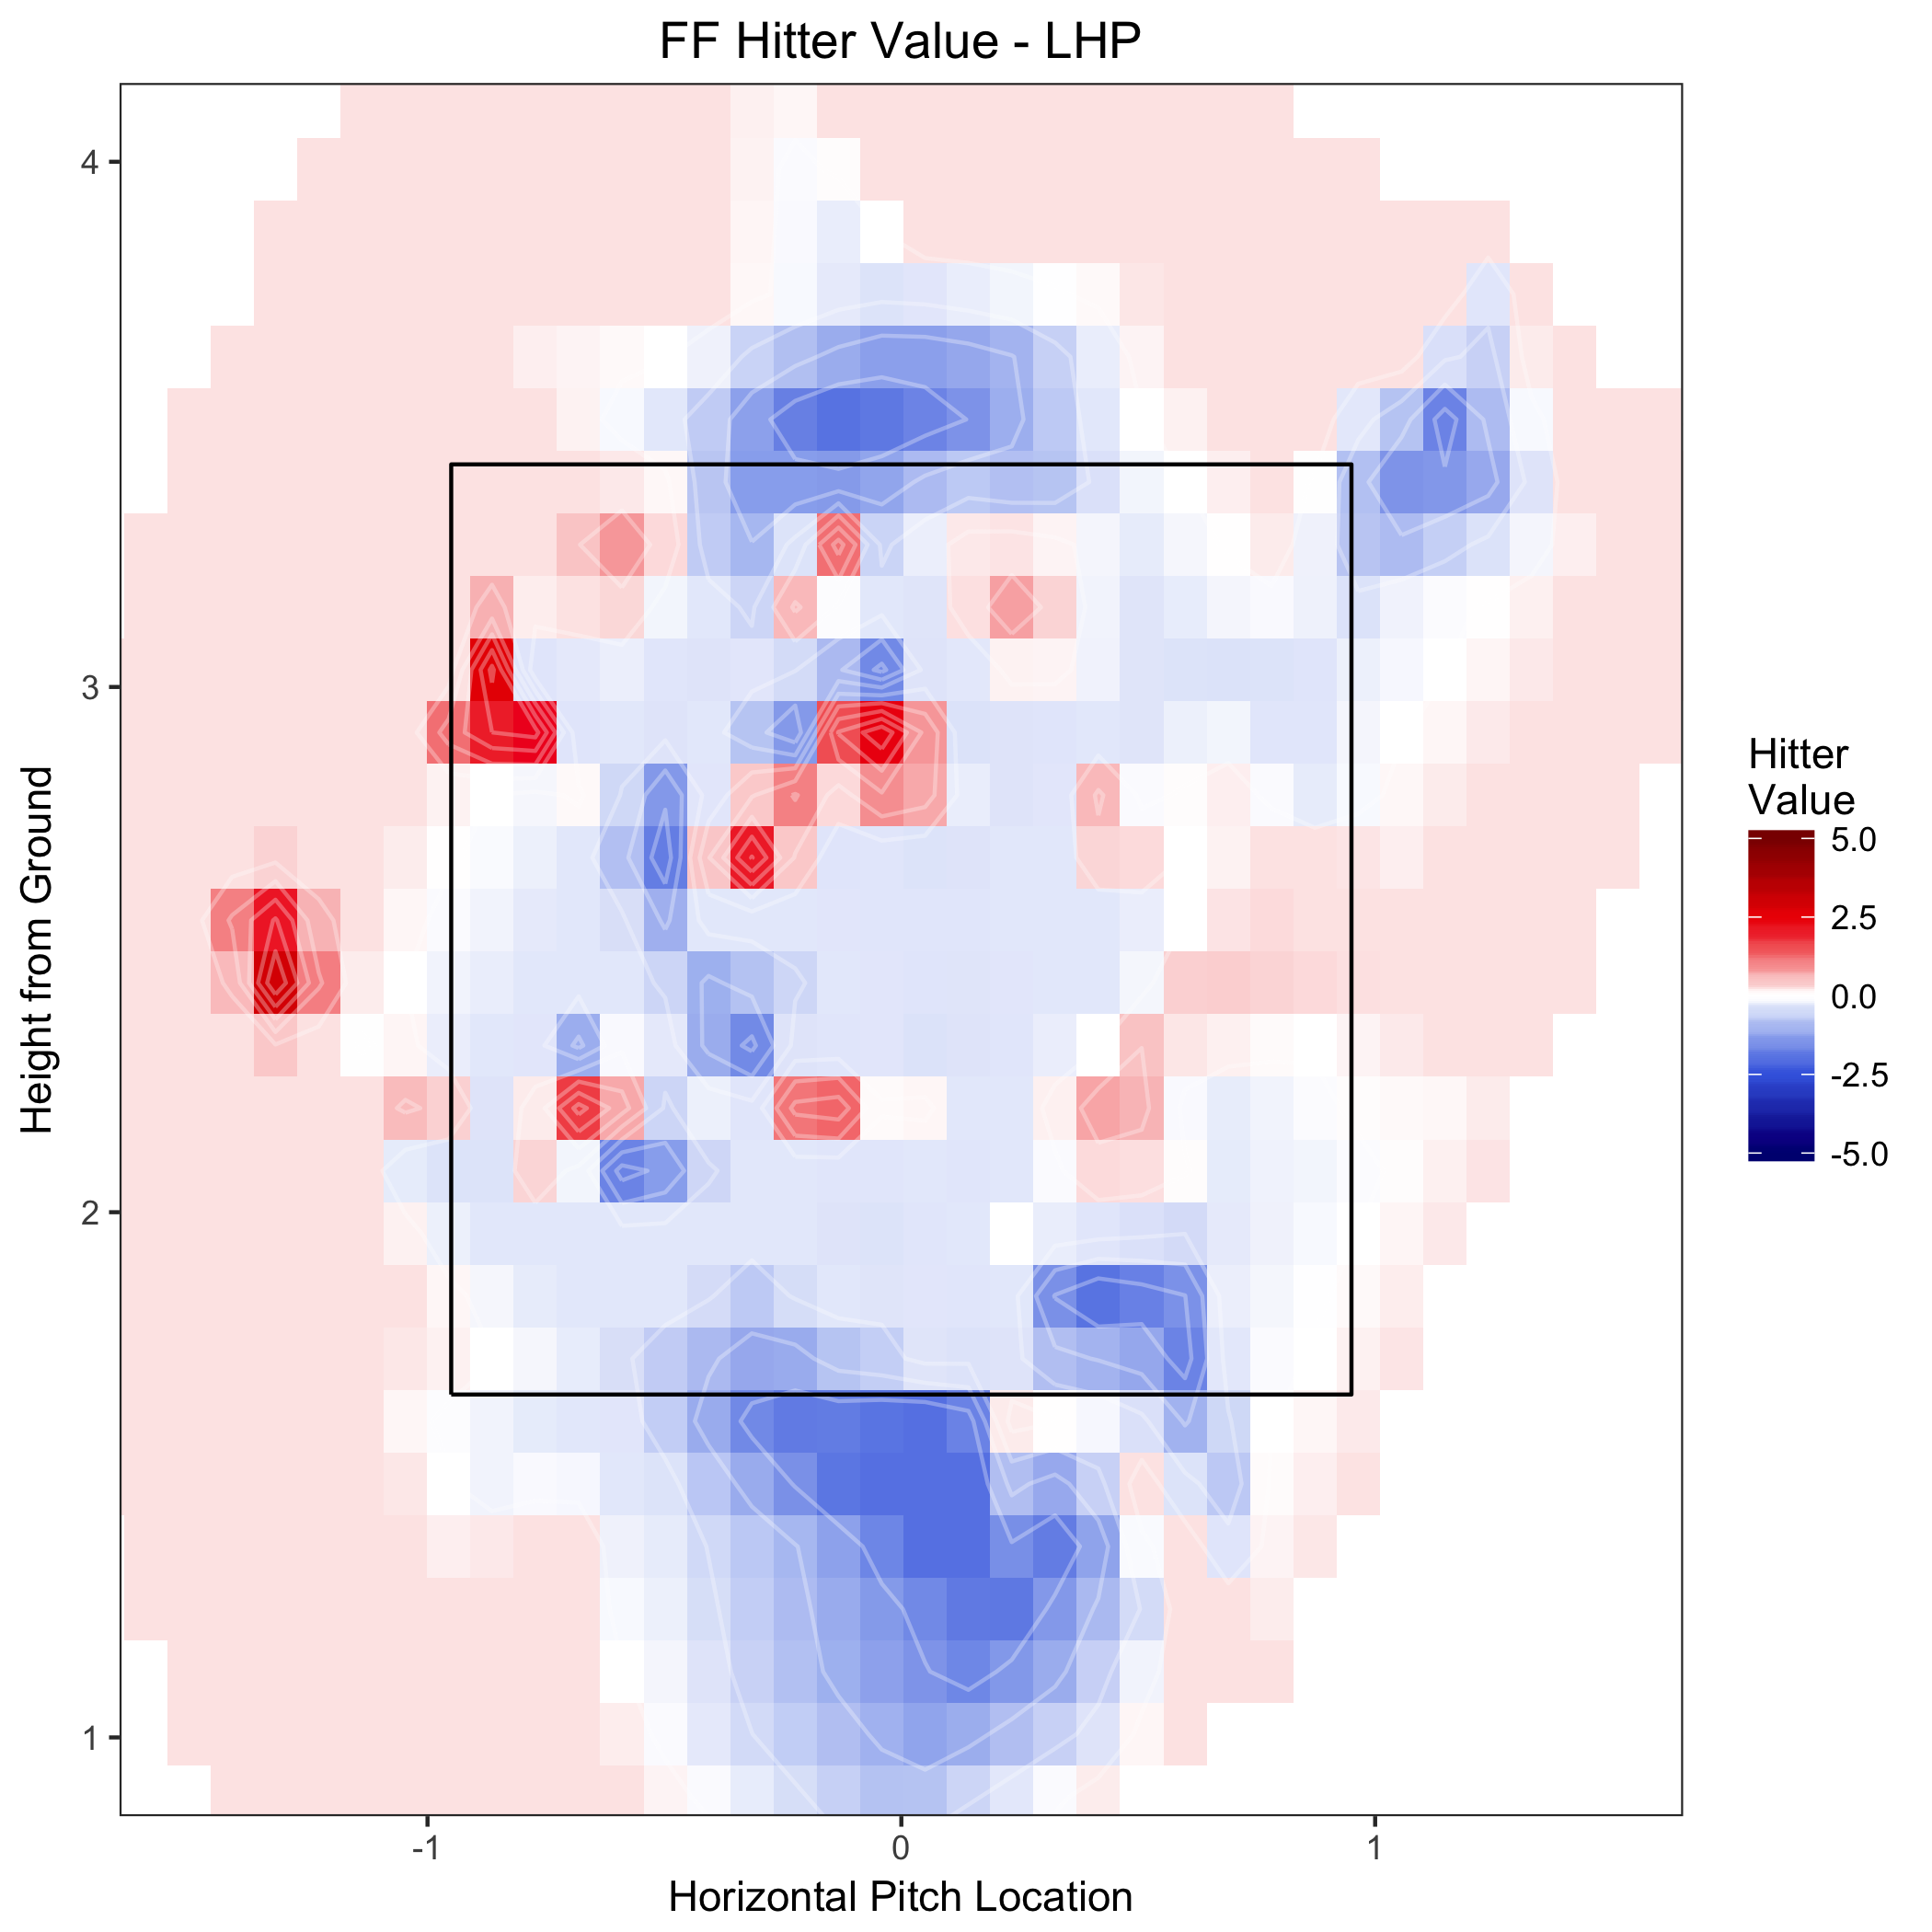 FF Hitter Value - LHP
4
3
2
1
Height from Ground
-1
0
1
Horizontal Pitch Location
Hitter
Value
5.0
2.5
0.0
-2.5
-5.0